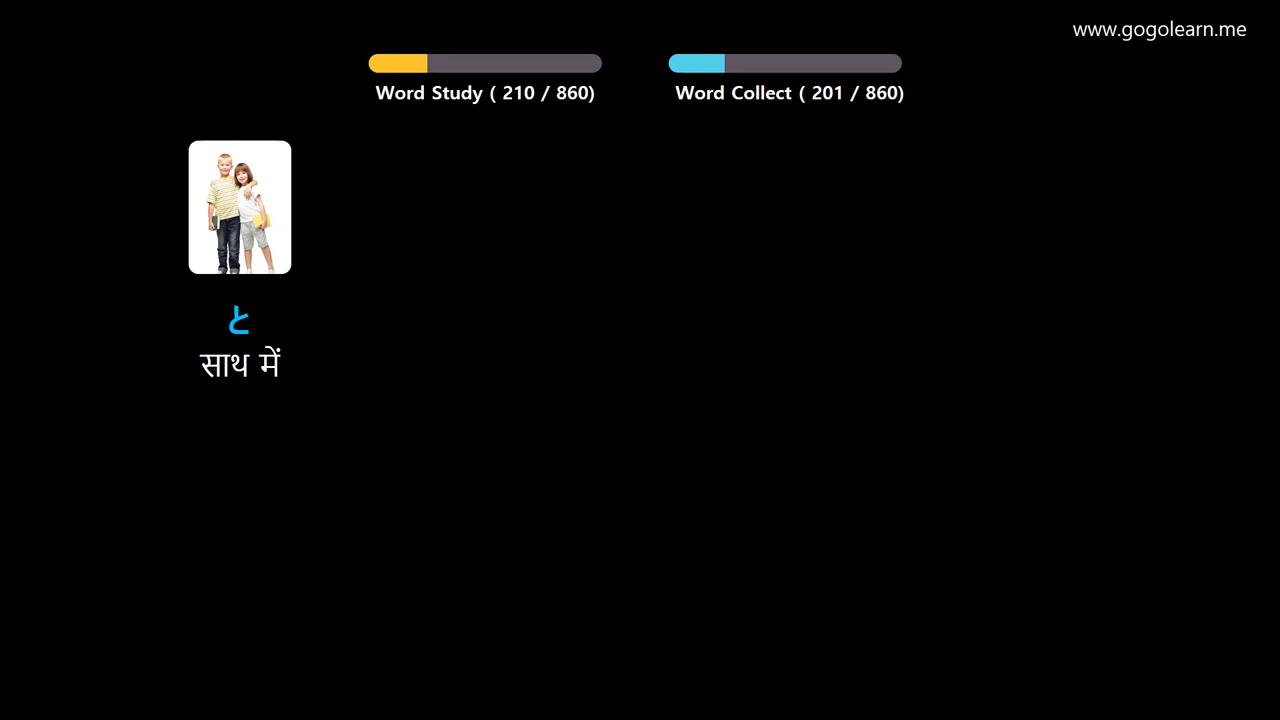 www.gogolearn.me
Word Study ( 210 / 860)
Word Collect ( 201 / 860)
と
साथ में